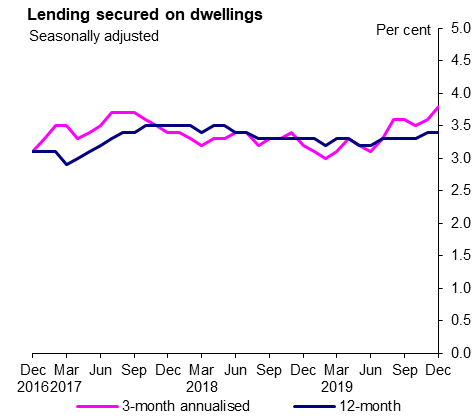 Lending secured on dwellings
Seasonally adjusted
Per cent
5.0
4.5
4.0
3.5
3.0
2.5
2.0
1.5
1.0
0.5
0.0
Dec Mar Jun Sep Dec Mar Jun Sep Dec Mar Jun Sep Dec
2016 2017 2018 2019
3-month annualised 12-month